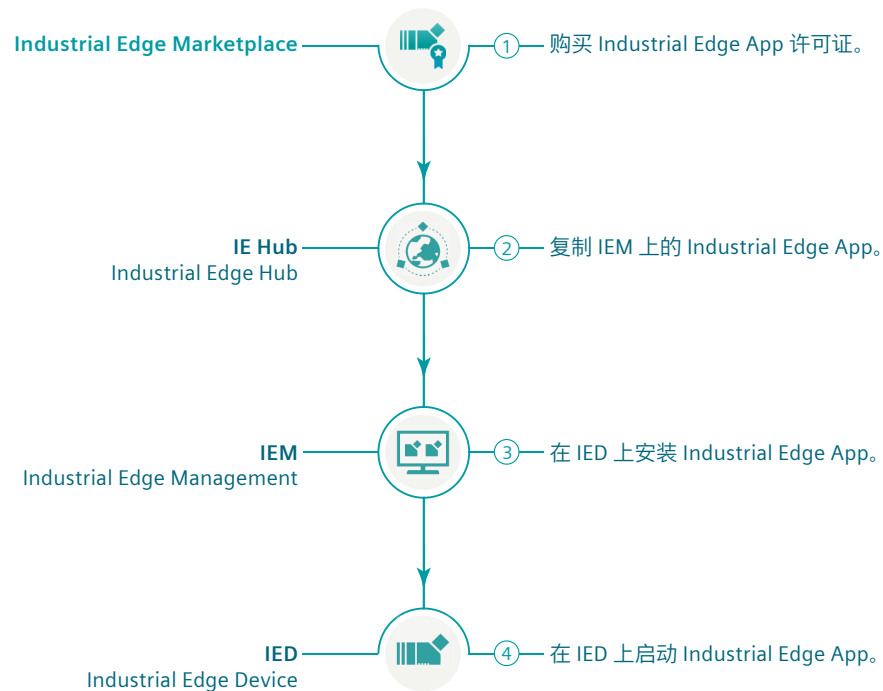 Industrial Edge Marketplace
① 购买 Industrial Edge App 许可证。
IE Hub
Industrial Edge Hub
② 复制 IEM 上的 Industrial Edge App。
IEM
Industrial Edge Management
③ 在 IED 上安装 Industrial Edge App。
IED
Industrial Edge Device
④ 在 IED 上启动 Industrial Edge App。